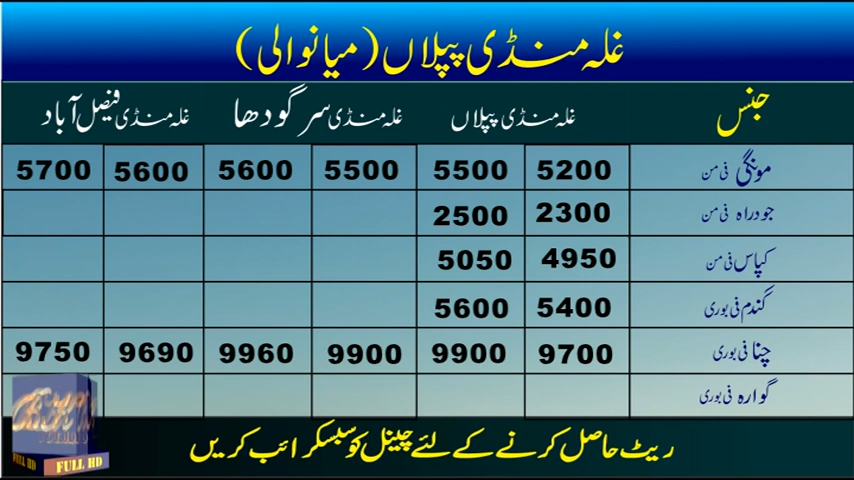 غلہ منڈی پپلاں (میانوالی)
جنس غلہ منڈی پپلاں غلہ منڈی سرگودھا غلہ منڈی فیصل آباد
مونگی فی من 5200 5500 5500 5600 5600 5700
جودراہ فی من 2300 2500
کپاس فی من 4950 5050
گندم فی بوری 5400 5600
چنا فی بوری 9700 9900 9900 9960 9690 9750
گوارہ فی بوری
ریٹ حاصل کرنے کے لئے چینل کو سبسکرائب کریں
FULL HD FULL HD